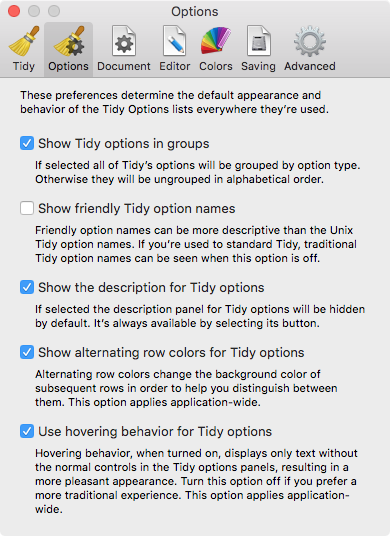 Options
Tidy Options Document Editor Colors Saving Advanced
These preferences determine the default appearance and
behavior of the Tidy Options lists everywhere they're used.
Show Tidy options in groups
If selected all of Tidy's options will be grouped by option type.
Otherwise they will be ungrouped in alphabetical order.
Show friendly Tidy option names
Friendly option names can be more descriptive than the Unix
Tidy option names. If you're used to standard Tidy, traditional
Tidy option names can be seen when this option is off.
Show the description for Tidy options
If selected the description panel for Tidy options will be hidden
by default. It's always available by selecting its button.
Show alternating row colors for Tidy options
Alternating row colors change the background color of
subsequent rows in order to help you distinguish between
them. This option applies application-wide.
Use hovering behavior for Tidy options
Hovering behavior, when turned on, displays only text without
the normal controls in the Tidy options panels, resulting in a
more pleasant appearance. Turn this option off if you prefer a
more traditional experience. This option applies application-
wide.